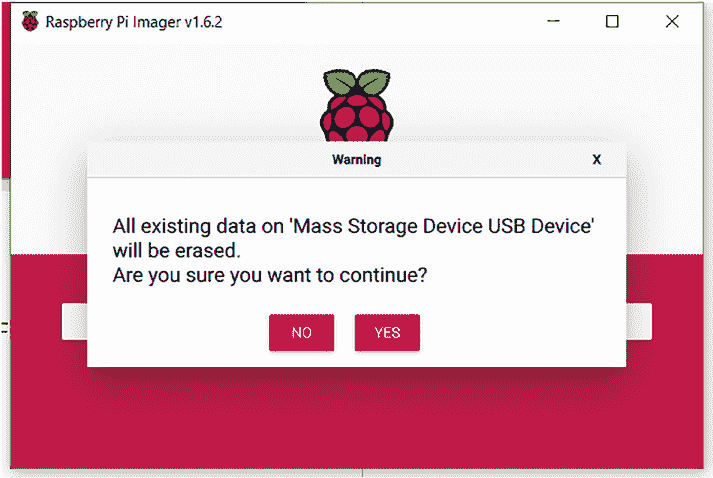 Raspberry Pi Imager v1.6.2
Warning
X
All existing data on 'Mass Storage Device USB Device'
will be erased.
Are you sure you want to continue?
NO
YES